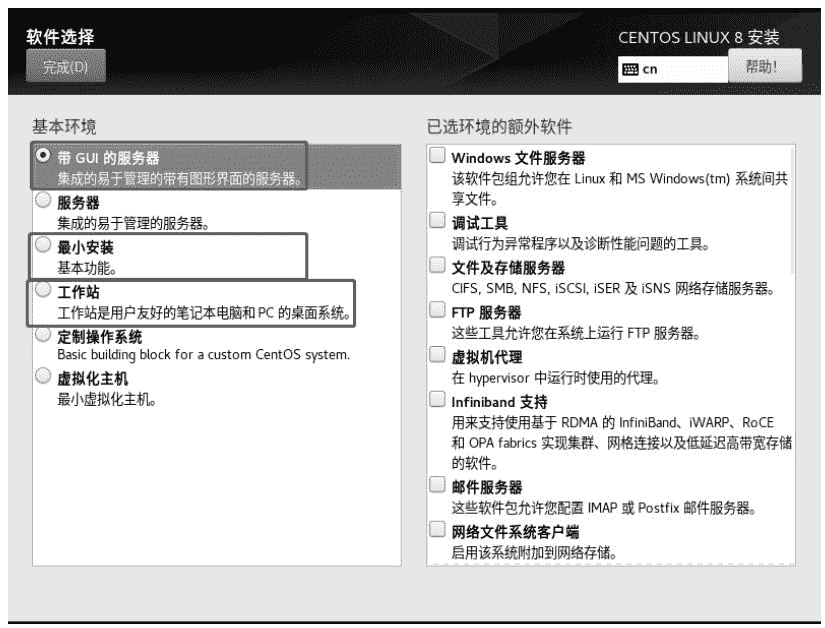 软件选择
完成(D)
CENTOS LINUX 8 安装
cn
帮助!
基本环境
带 GUI 的服务器
集成的易于管理的带有图形界面的服务器。
服务器
集成的易于管理的服务器。
最小安装
基本功能。
工作站
工作站是用户友好的笔记本电脑和 PC 的桌面系统。
定制操作系统
Basic building block for a custom CentOS system.
虚拟化主机
最小虚拟化主机。
已选环境的额外软件
Windows 文件服务器
该软件包组允许您在 Linux 和 MS Windows(tm) 系统间共
享文件。
调试工具
调试行为异常程序以及诊断性能问题的工具。
文件及存储服务器
CIFS, SMB, NFS, iSCSI, iSER 及 iSNS 网络存储服务器。
FTP 服务器
这些工具允许您在系统上运行 FTP 服务器。
虚拟机代理
在 hypervisor 中运行时使用的代理。
Infiniband 支持
用来支持使用基于 RDMA 的 InfiniBand、iWARP、RoCE
和 OPA fabrics 实现集群、网格连接以及低延迟高带宽存储
的软件。
邮件服务器
这些软件包允许您配置 IMAP 或 Postfix 邮件服务器。
网络文件系统客户端
启用该系统附加到网络存储。